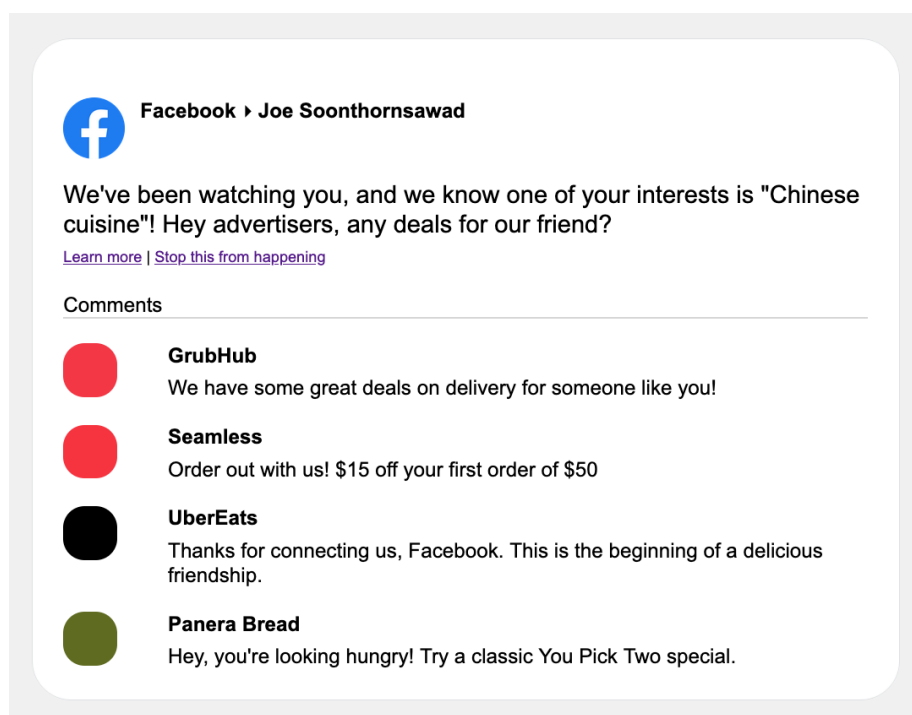 Facebook ▸ Joe Soonthornsawad
We've been watching you, and we know one of your interests is "Chinese
cuisine"! Hey advertisers, any deals for our friend?
Learn more | Stop this from happening
Comments
GrubHub
We have some great deals on delivery for someone like you!
Seamless
Order out with us! $15 off your first order of $50
UberEats
Thanks for connecting us, Facebook. This is the beginning of a delicious
friendship.
Panera Bread
Hey, you're looking hungry! Try a classic You Pick Two special.